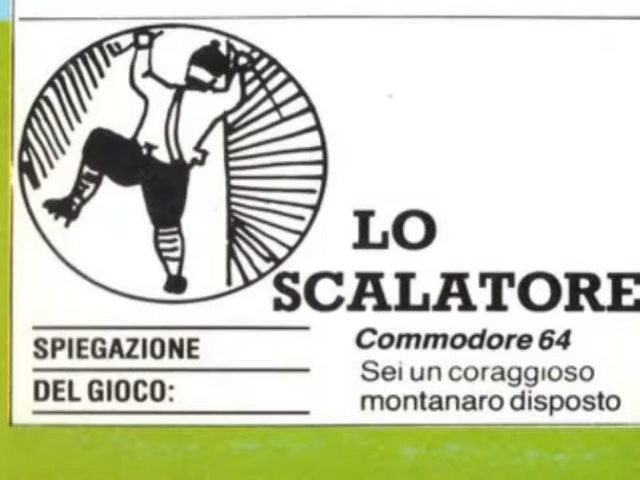 LO
SCALATORE
SPIEGAZIONE
DEL GIOCO:
Commodore 64
Sei un coraggioso
montanaro disposto